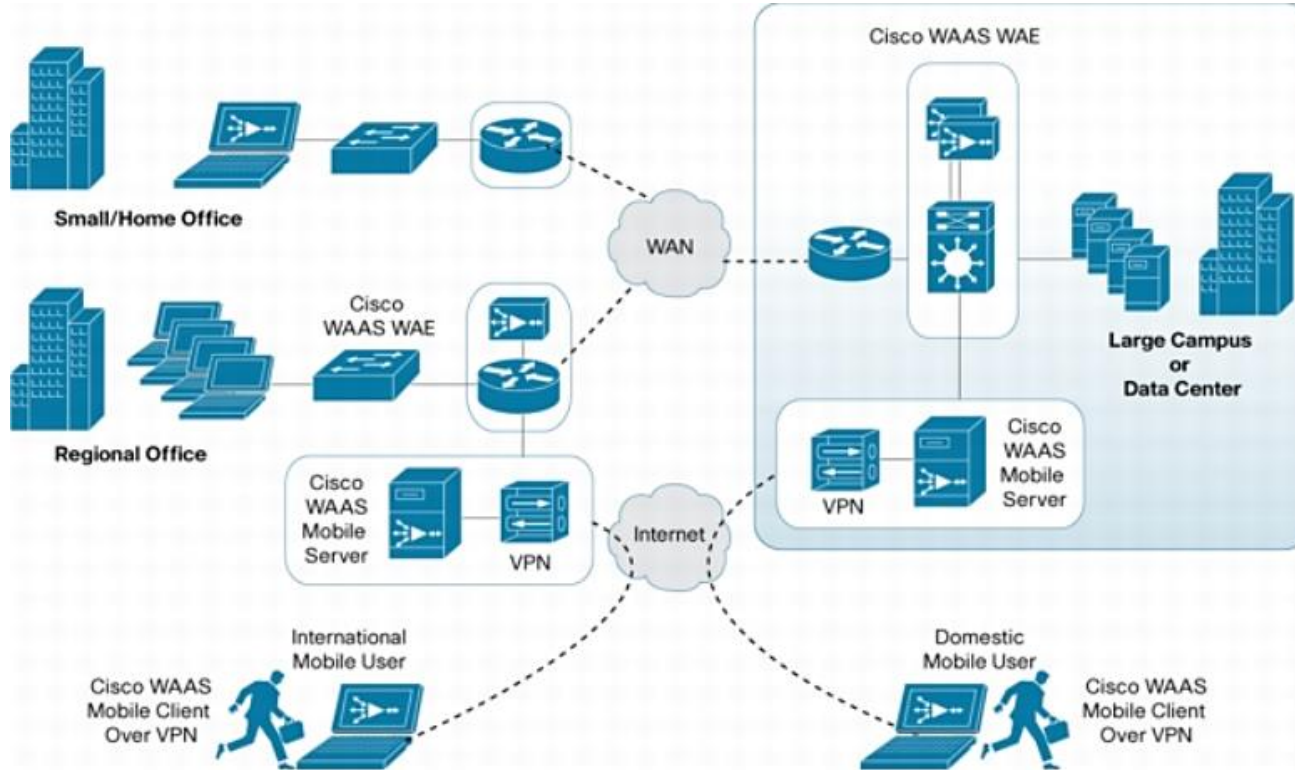 Cisco WAAS WAE
Small/Home Office
WAN
Cisco
WAAS WAE
Large Campus
or
Data Center
Regional Office
Cisco
WAAS
Mobile
Server
VPN
Internet
VPN
Cisco
WAAS
Mobile
Server
International
Mobile User
Cisco WAAS
Mobile Client
Over VPN
Domestic
Mobile User
Cisco WAAS
Mobile Client
Over VPN